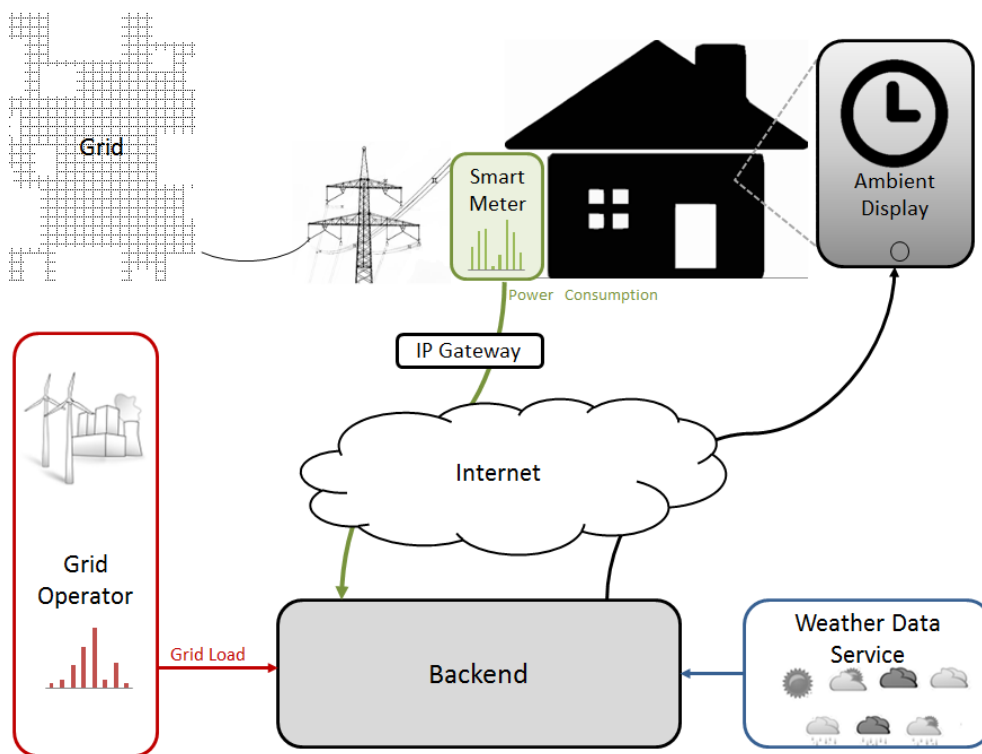 Grid
Smart
Meter
Ambient
Display
Power Consumption
IP Gateway
Internet
Grid
Operator
Grid Load
Backend
Weather Data
Service